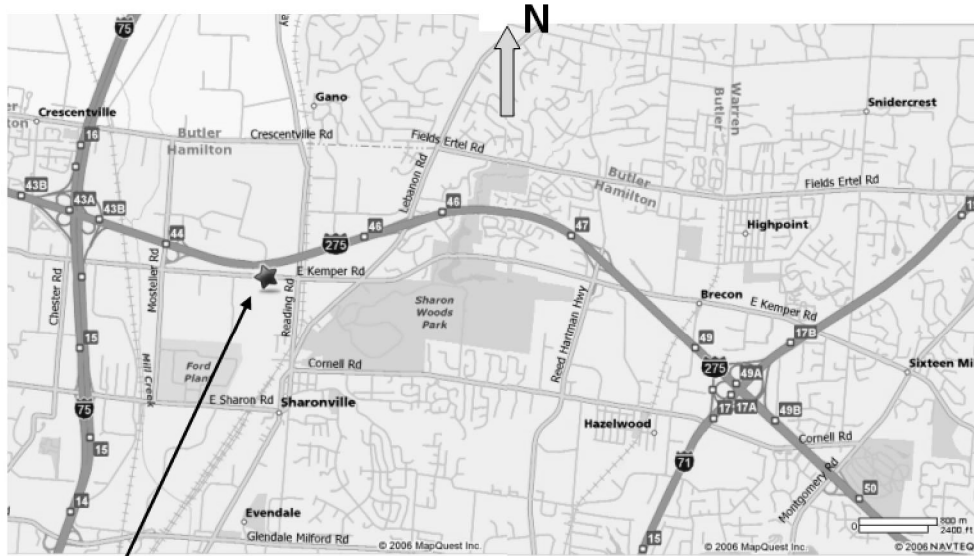 N
75
Gano
Snidercrest
Crescentville
16
Butler
Hamilton
Crescentville Rd
Fields Ertel Rd
Warren
Butler
Lebanon Rd
Butler
Hamilton
Fields Ertel Rd
43B
43A
43B
44
275
46
46
47
Highpoint
Chester Rd
Mosteller Rd
E Kemper Rd
Reading Rd
Sharon
Woods
Park
Reed Hartman Hwy
Brecon
E Kemper Rd
17B
15
49
275
49A
Sixteen Mi
Mill Creek
Ford
Plan
Cornell Rd
75
E Sharon Rd
Sharonville
17
17A
49B
Hazelwood
Cornell Rd
15
71
Montgomery Rd
14
50
Evendale
Glendale Milford Rd
15
0
800 m
2400 ft
© 2006 MapQuest Inc.
© 2006 MapQuest Inc.
© 2006 NAVTEQ